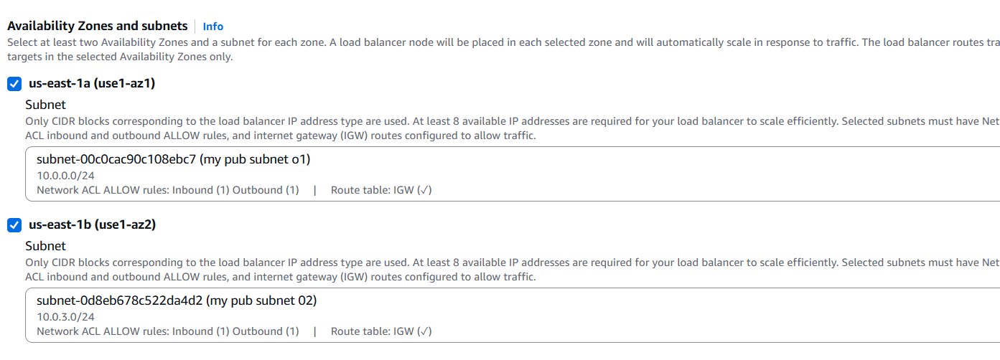 Availability Zones and subnets Info
Select at least two Availability Zones and a subnet for each zone. A load balancer node will be placed in each selected zone and will automatically scale in response to traffic. The load balancer routes tra
targets in the selected Availability Zones only.
us-east-1a (use1-az1)
Subnet
Only CIDR blocks corresponding to the load balancer IP address type are used. At least 8 available IP addresses are required for your load balancer to scale efficiently. Selected subnets must have Net
ACL inbound and outbound ALLOW rules, and internet gateway (IGW) routes configured to allow traffic.
subnet-00c0cac90c108ebc7 (my pub subnet o1)
10.0.0.0/24
Network ACL ALLOW rules: Inbound (1) Outbound (1) | Route table: IGW (✓)
us-east-1b (use1-az2)
Subnet
Only CIDR blocks corresponding to the load balancer IP address type are used. At least 8 available IP addresses are required for your load balancer to scale efficiently. Selected subnets must have Net
ACL inbound and outbound ALLOW rules, and internet gateway (IGW) routes configured to allow traffic.
subnet-0d8eb678c522da4d2 (my pub subnet 02)
10.0.3.0/24
Network ACL ALLOW rules: Inbound (1) Outbound (1) | Route table: IGW (✓)